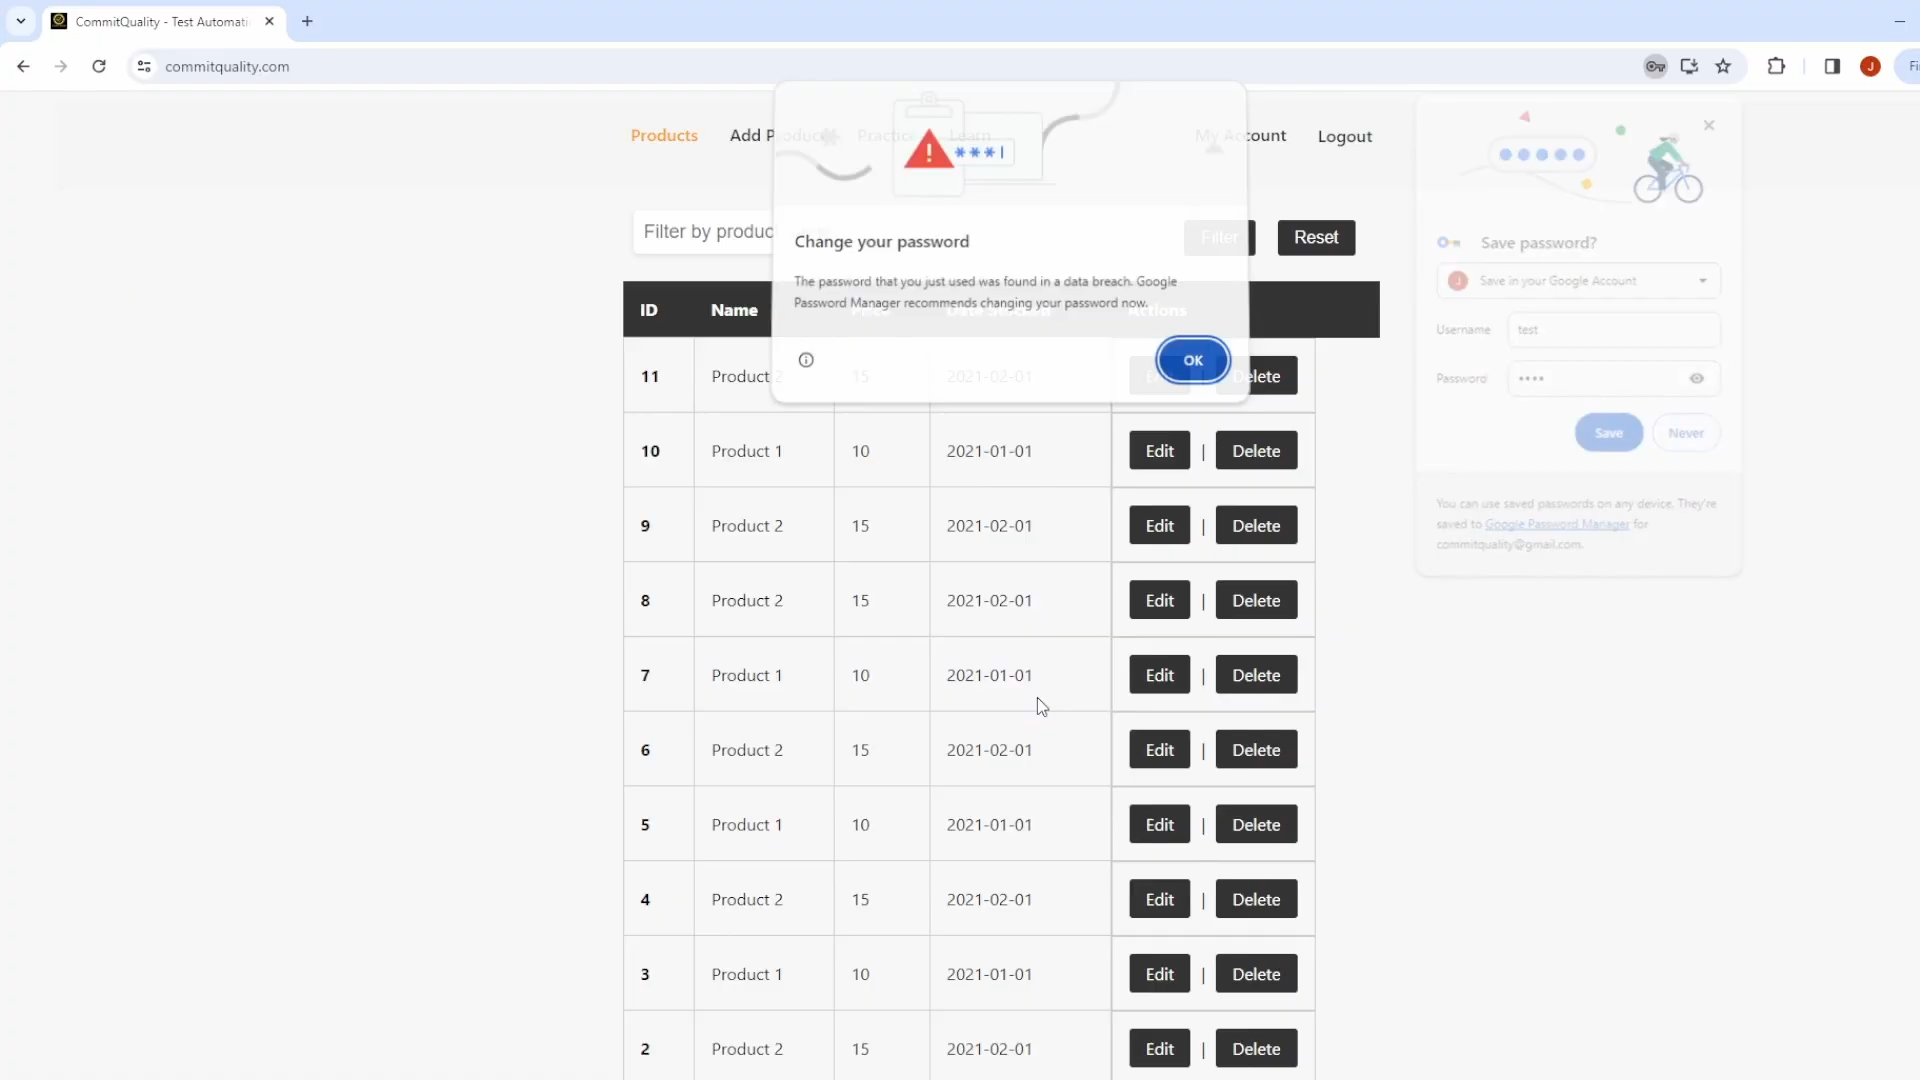 CommitQuality - Test Automati
commitquality.com
J
Products
Add Product
Practice
Learn
My Account
Logout
***|
Filter by produc
Filter
Reset
Change your password
The password that you just used was found in a data breach. Google
Password Manager recommends changing your password now.
OK
Save password?
J
Save in your Google Account
Username
test
Password
••••
Save
Never
You can use saved passwords on any device. They're
saved to Google Password Manager for
commitquality@gmail.com.
ID Name Price Date Stocked Actions
11 Product 2 15 2021-02-01 Edit | Delete
10 Product 1 10 2021-01-01 Edit | Delete
9 Product 2 15 2021-02-01 Edit | Delete
8 Product 2 15 2021-02-01 Edit | Delete
7 Product 1 10 2021-01-01 Edit | Delete
6 Product 2 15 2021-02-01 Edit | Delete
5 Product 1 10 2021-01-01 Edit | Delete
4 Product 2 15 2021-02-01 Edit | Delete
3 Product 1 10 2021-01-01 Edit | Delete
2 Product 2 15 2021-02-01 Edit | Delete